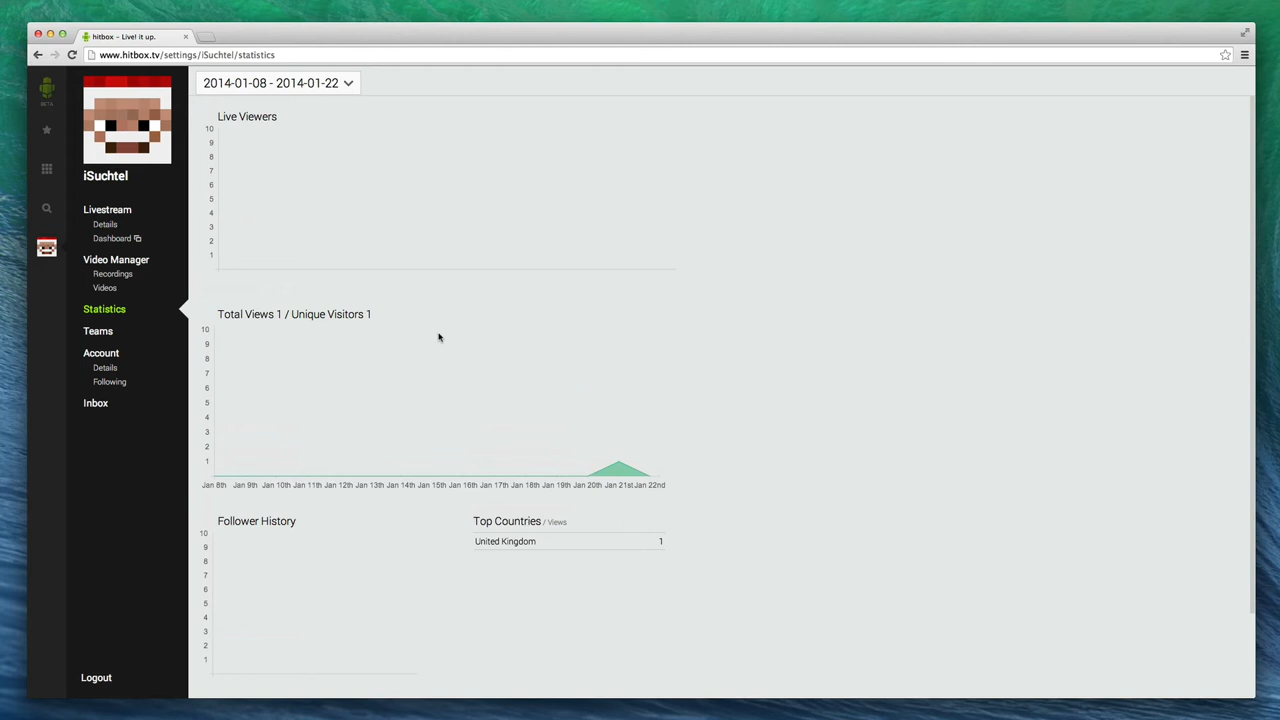 hitbox – Live! it up.
www.hitbox.tv/settings/iSuchtel/statistics
BETA
iSuchtel
Livestream
Details
Dashboard
Video Manager
Recordings
Videos
Statistics
Teams
Account
Details
Following
Inbox
Logout
2014-01-08 - 2014-01-22
Live Viewers
10
9
8
7
6
5
4
3
2
1
Total Views 1 / Unique Visitors 1
10
9
8
7
6
5
4
3
2
1
Jan 8th Jan 9th Jan 10th Jan 11th Jan 12th Jan 13th Jan 14th Jan 15th Jan 16th Jan 17th Jan 18th Jan 19th Jan 20th Jan 21st Jan 22nd
Follower History
10
9
8
7
6
5
4
3
2
1
Top Countries / Views
United Kingdom 1